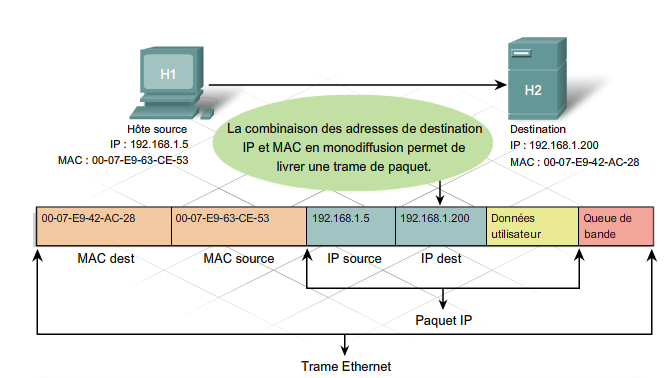 H1
H2
Hôte source
IP : 192.168.1.5
MAC : 00-07-E9-63-CE-53
La combinaison des adresses de destination
IP et MAC en monodiffusion permet de
livrer une trame de paquet.
Destination
IP : 192.168.1.200
MAC : 00-07-E9-42-AC-28
00-07-E9-42-AC-28
00-07-E9-63-CE-53
192.168.1.5
192.168.1.200
Données
utilisateur
Queue de
bande
MAC dest
MAC source
IP source
IP dest
Paquet IP
Trame Ethernet